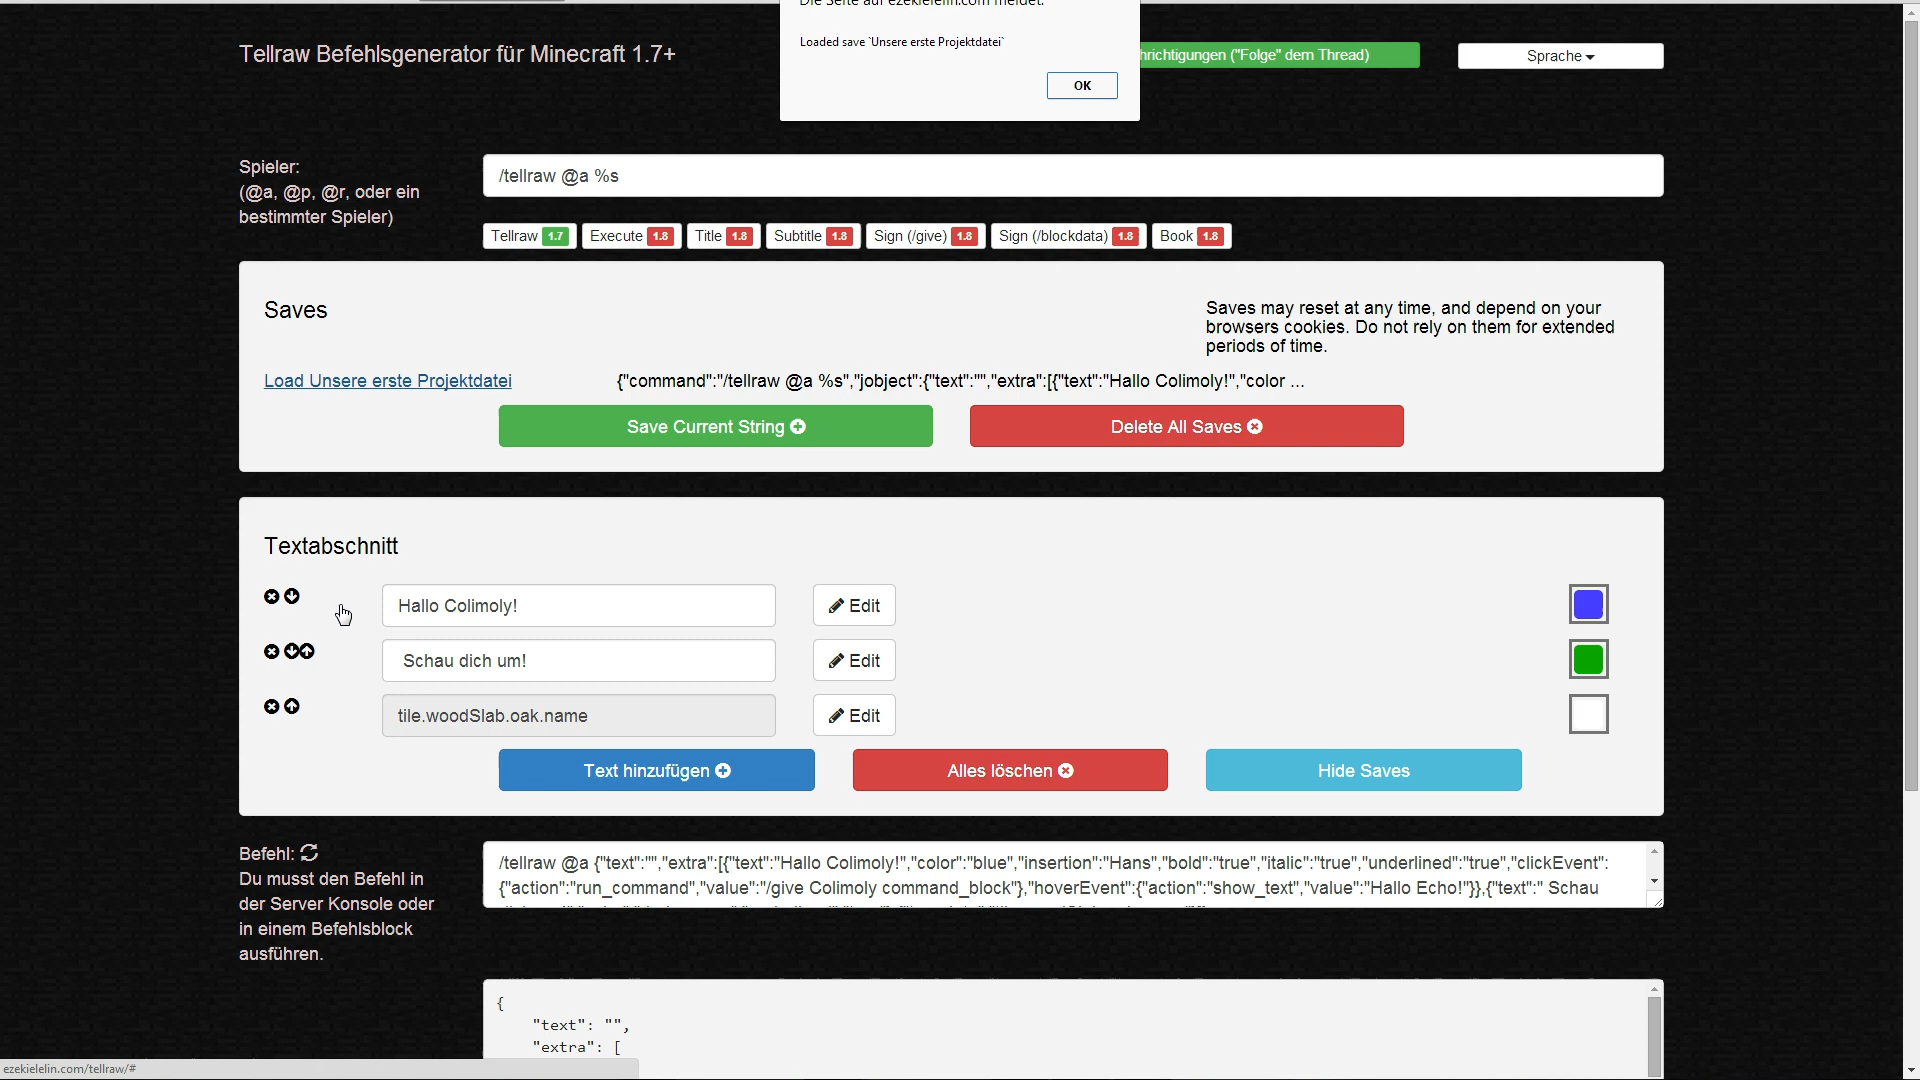 Die Seite auf ezekielelin.com meldet:
Loaded save `Unsere erste Projektdatei`
OK
Tellraw Befehlsgenerator für Minecraft 1.7+
hrichtigungen ("Folge" dem Thread)
Sprache
Spieler:
(@a, @p, @r, oder ein
bestimmter Spieler)
/tellraw @a %s
Tellraw 1.7 Execute 1.8 Title 1.8 Subtitle 1.8 Sign (/give) 1.8 Sign (/blockdata) 1.8 Book 1.8
Saves
Saves may reset at any time, and depend on your
browsers cookies. Do not rely on them for extended
periods of time.
Load Unsere erste Projektdatei
{"command":"/tellraw @a %s","jobject":{"text":"","extra":[{"text":"Hallo Colimoly!","color ...
Save Current String
Delete All Saves
Textabschnitt
Hallo Colimoly!
Edit
Schau dich um!
Edit
tile.woodSlab.oak.name
Edit
Text hinzufügen
Alles löschen
Hide Saves
Befehl:
Du musst den Befehl in
der Server Konsole oder
in einem Befehlsblock
ausführen.
/tellraw @a {"text":"","extra":[{"text":"Hallo Colimoly!","color":"blue","insertion":"Hans","bold":"true","italic":"true","underlined":"true","clickEvent":
{"action":"run_command","value":"/give Colimoly command_block"},"hoverEvent":{"action":"show_text","value":"Hallo Echo!"}},{"text":" Schau
{
"text": "",
"extra": [
ezekielelin.com/tellraw/#